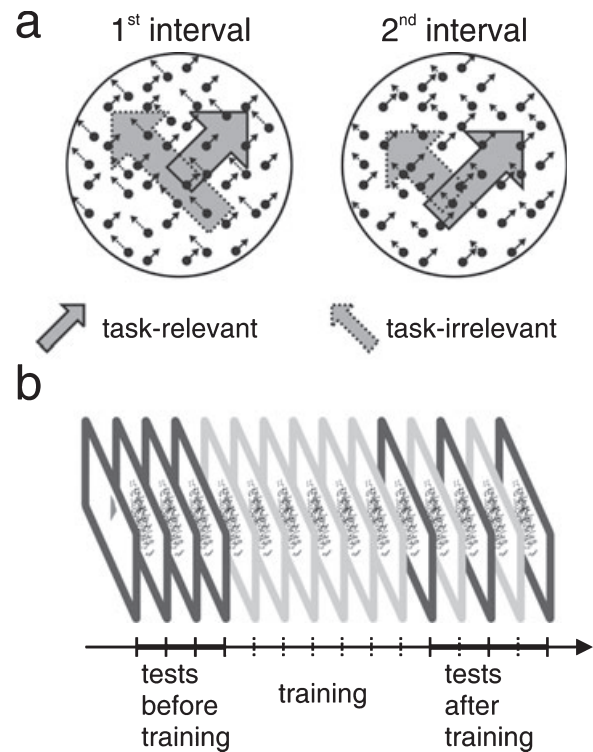 a
1st interval
2nd interval
task-relevant
task-irrelevant
b
tests
before
training
training
tests
after
training